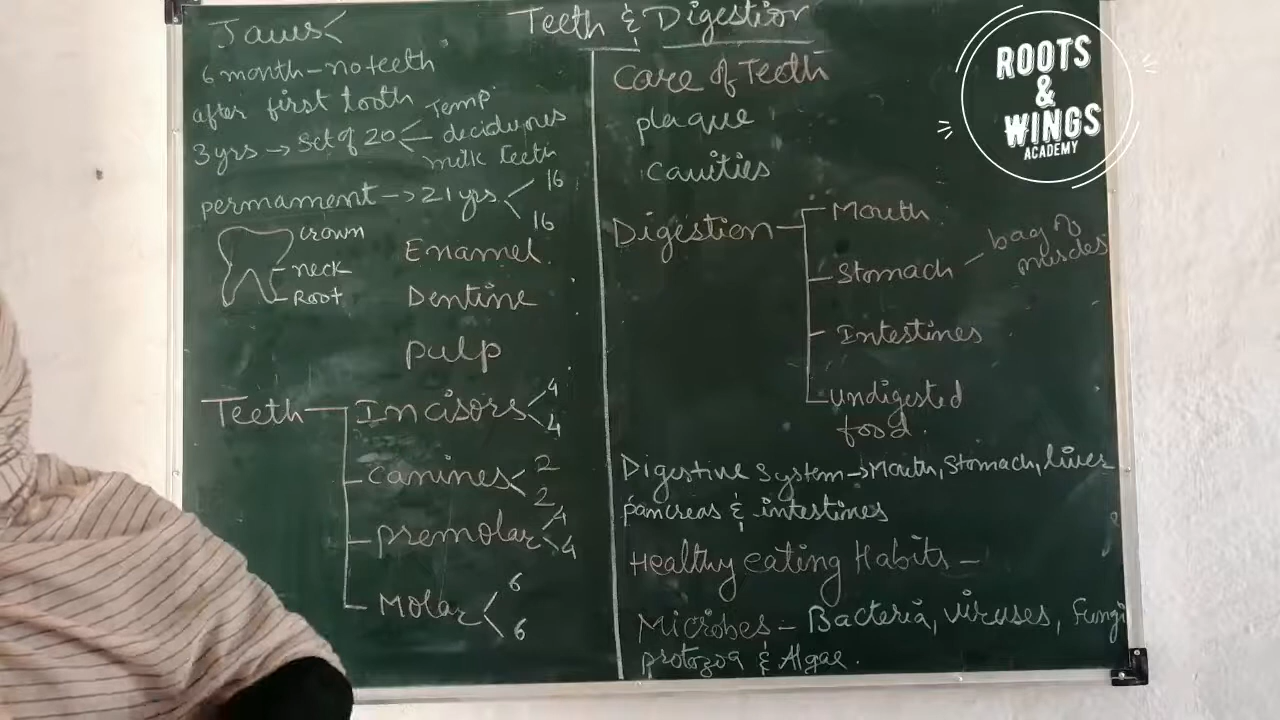 Teeth & Digestion
Jaws
6 month - no teeth
after first tooth
3 yrs → set of 20
Temp.
deciduous
milk teeth
permament → 21 yrs
16
16
crown
neck
Root
Enamel
Dentine
pulp
Teeth
Incisors
4
4
canines
2
2
premolar
4
4
Molar
6
6
Care of Teeth
plaque
cavities
Digestion
Mouth
Stomach - bag of muscles
Intestines
undigested
food.
Digestive System → Mouth, Stomach, liver
pancreas & intestines
Healthy eating Habits -
Microbes - Bacteria, viruses, Fungi
protozoa & Algae.
ROOTS
&
WINGS
ACADEMY